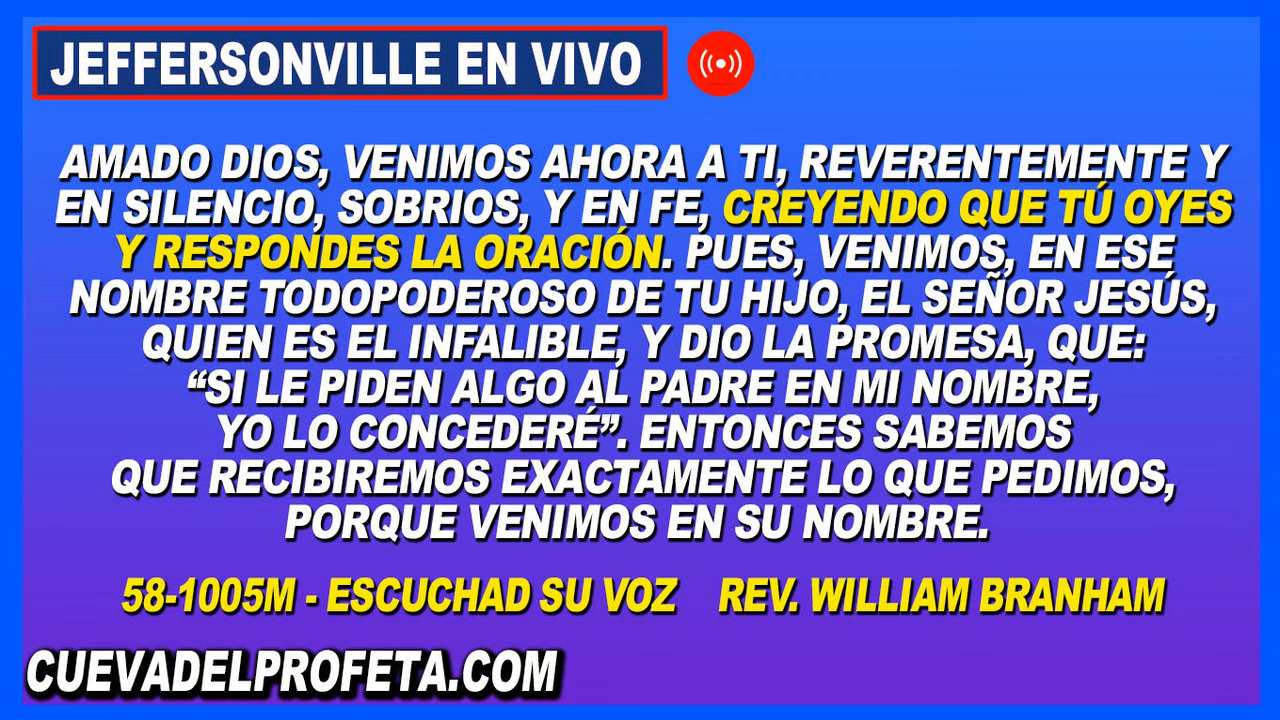 JEFFERSONVILLE EN VIVO
AMADO DIOS, VENIMOS AHORA A TI, REVERENTEMENTE Y
EN SILENCIO, SOBRIOS, Y EN FE, CREYENDO QUE TÚ OYES
Y RESPONDES LA ORACIÓN. PUES, VENIMOS, EN ESE
NOMBRE TODOPODEROSO DE TU HIJO, EL SEÑOR JESÚS,
QUIEN ES EL INFALIBLE, Y DIO LA PROMESA, QUE:
“SI LE PIDEN ALGO AL PADRE EN MI NOMBRE,
YO LO CONCEDERÉ”. ENTONCES SABEMOS
QUE RECIBIREMOS EXACTAMENTE LO QUE PEDIMOS,
PORQUE VENIMOS EN SU NOMBRE.
58-1005M - ESCUCHAD SU VOZ REV. WILLIAM BRANHAM
CUEVADELPROFETA.COM